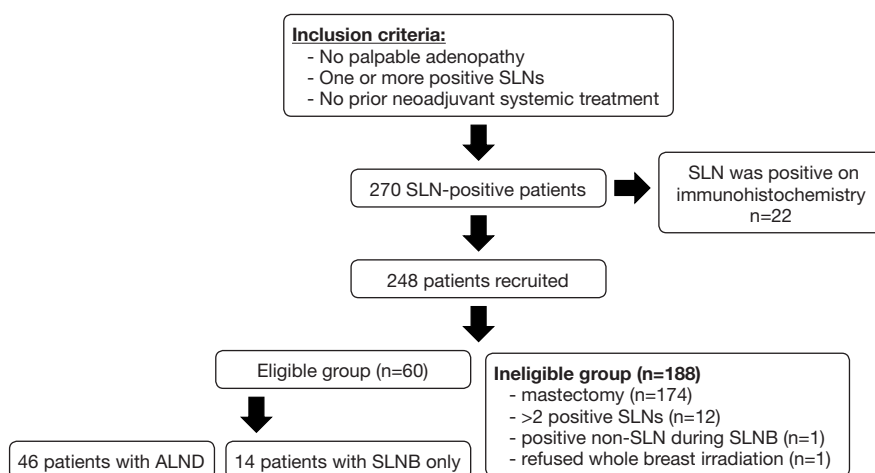 Inclusion criteria:
- No palpable adenopathy
- One or more positive SLNs
- No prior neoadjuvant systemic treatment
270 SLN-positive patients
SLN was positive on
immunohistochemistry
n=22
248 patients recruited
Eligible group (n=60)
Ineligible group (n=188)
- mastectomy (n=174)
- >2 positive SLNs (n=12)
- positive non-SLN during SLNB (n=1)
- refused whole breast irradiation (n=1)
46 patients with ALND
14 patients with SLNB only